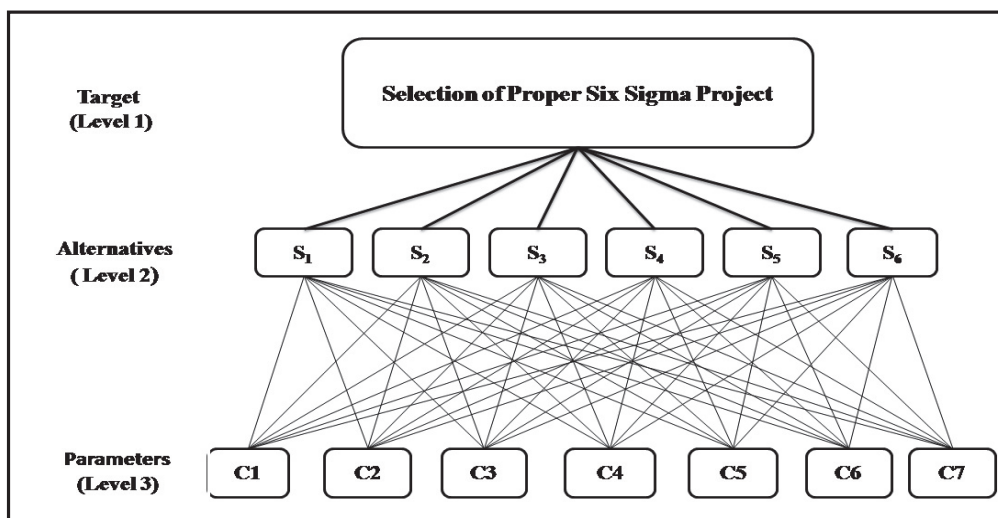 Target
(Level 1)
Selection of Proper Six Sigma Project
Alternatives
( Level 2)
S₁ S₂ S₃ S₄ S₅ S₆
Parameters
(Level 3)
C1 C2 C3 C4 C5 C6 C7